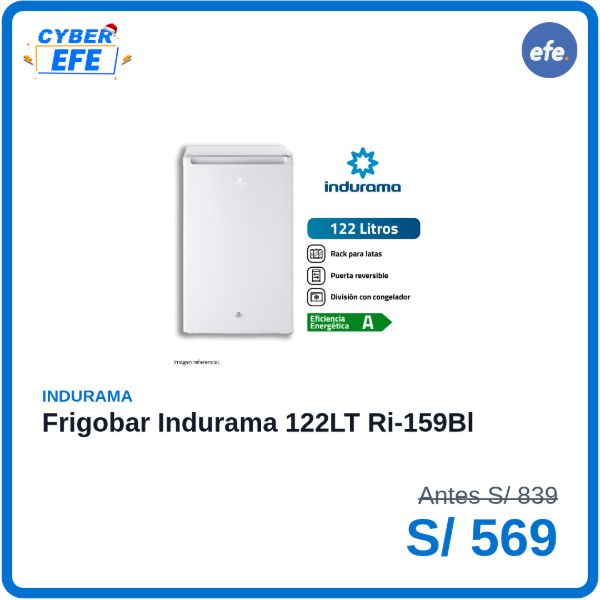 CYBER
EFE
efe.
indurama
122 Litros
Rack para latas
Puerta reversible
División con congelador
Eficiencia
Energética
A
Imagen referencial.
INDURAMA
Frigobar Indurama 122LT Ri-159Bl
Antes S/ 839
S/ 569